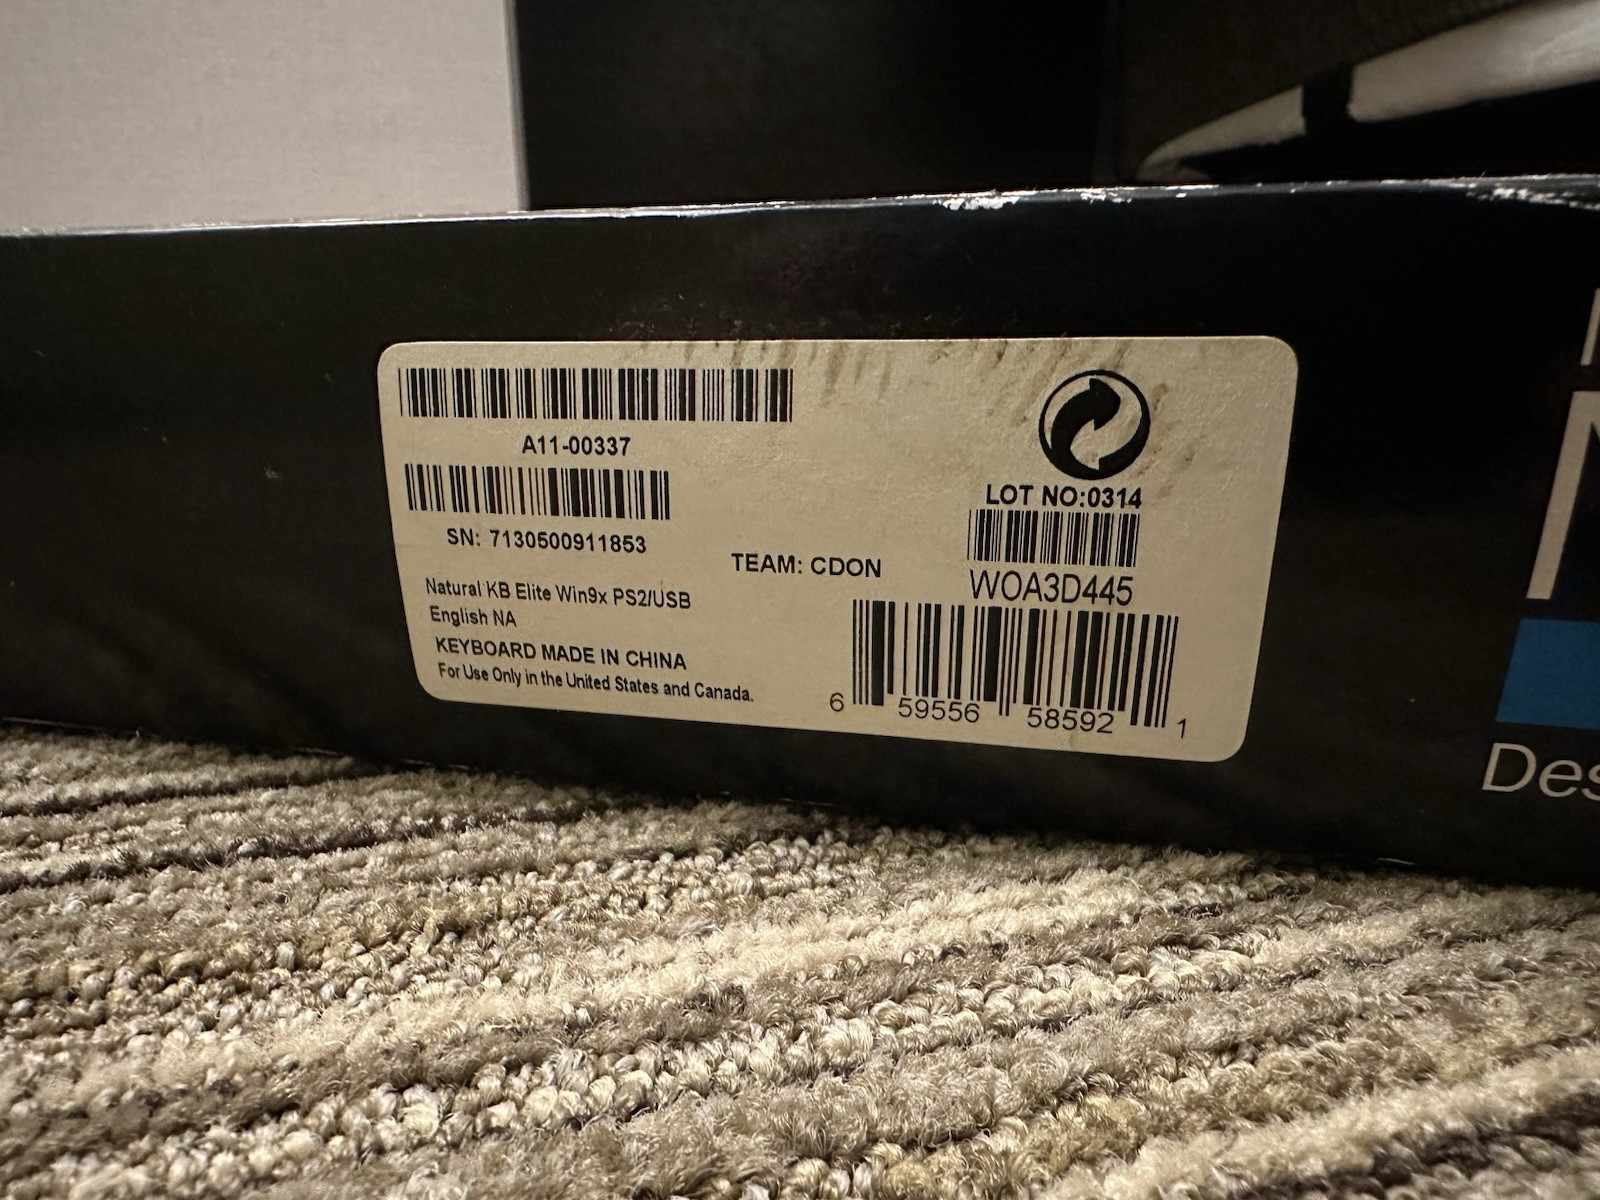 A11-00337
SN: 7130500911853
Natural KB Elite Win9x PS2/USB
English NA
KEYBOARD MADE IN CHINA
For Use Only in the United States and Canada.
TEAM: CDON
LOT NO:0314
WOA3D445
6 59556 58592 1
Des